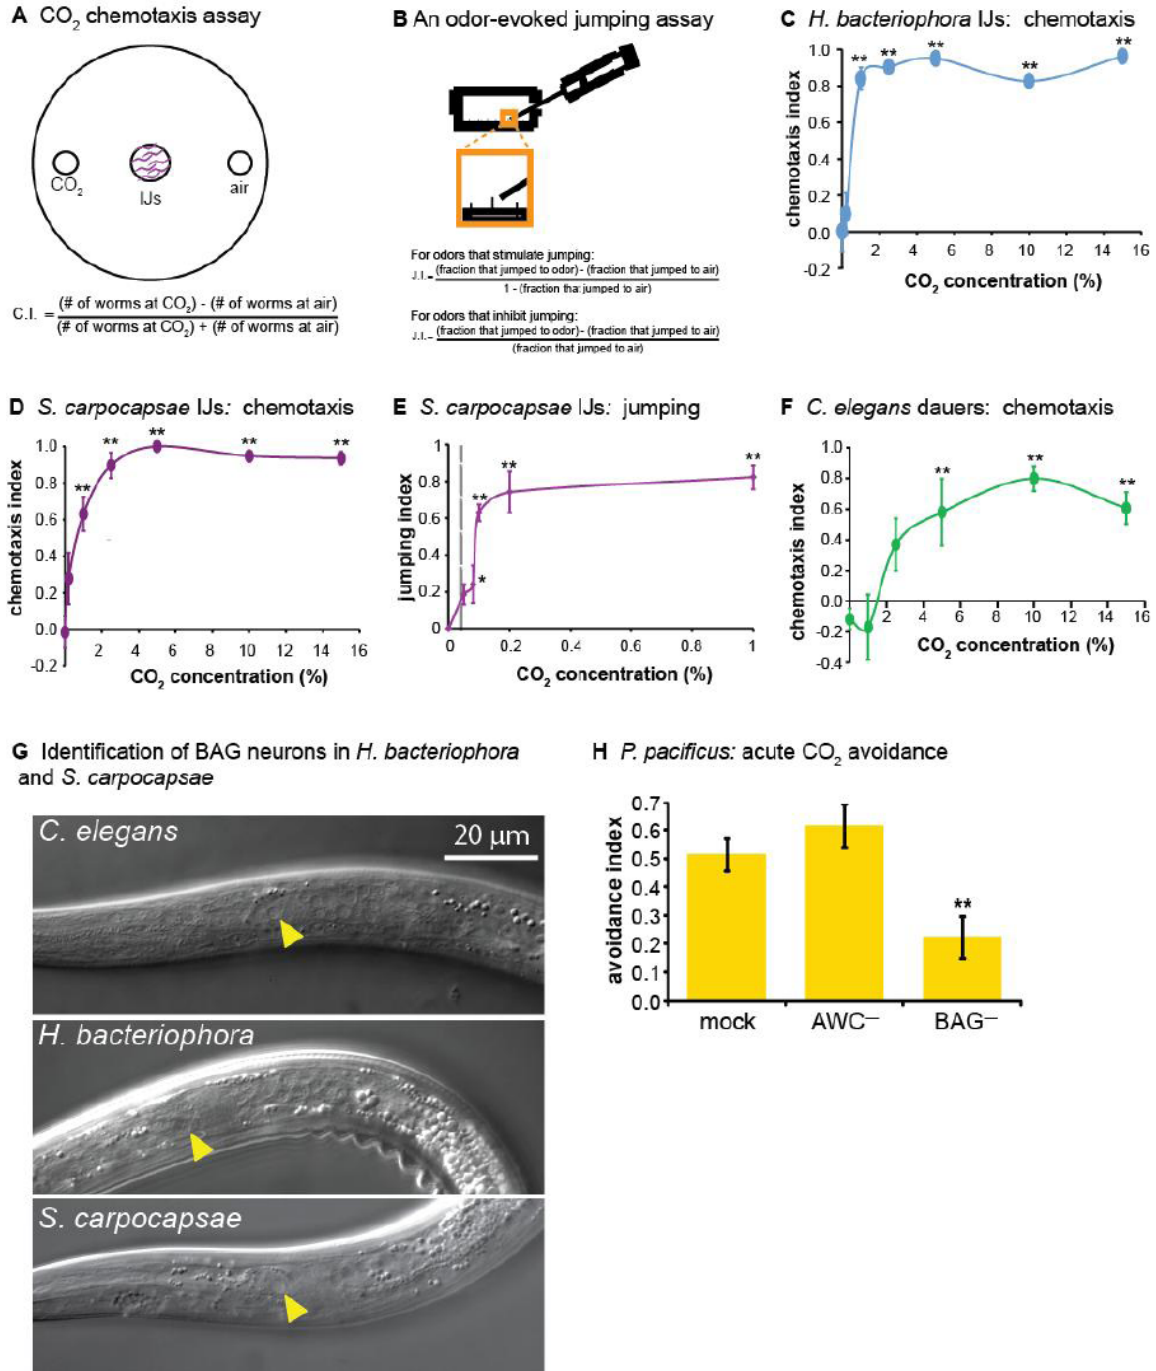 A CO2 chemotaxis assay
CO2
IJs
air
C.I. = (# of worms at CO2) - (# of worms at air)
(# of worms at CO2) + (# of worms at air)
B An odor-evoked jumping assay
For odors that stimulate jumping:
J.I. = (fraction that jumped to odor) - (fraction that jumped to air)
1 - (fraction that jumped to air)
For odors that inhibit jumping:
J.I. = (fraction that jumped to odor) - (fraction that jumped to air)
(fraction that jumped to air)
C H. bacteriophora IJs: chemotaxis
chemotaxis index
1.0
0.8
0.6
0.4
0.2
0.0
-0.2
** ** ** ** **
2 4 6 8 10 12 14 16
CO2 concentration (%)
D S. carpocapsae IJs: chemotaxis
chemotaxis index
1.0
0.8
0.6
0.4
0.2
0.0
-0.2
** ** ** ** **
2 4 6 8 10 12 14 16
CO2 concentration (%)
E S. carpocapsae IJs: jumping
jumping index
1
0.8
0.6
0.4
0.2
0
* ** ** **
0 0.2 0.4 0.6 0.8 1
CO2 concentration (%)
F C. elegans dauers: chemotaxis
chemotaxis index
1.0
0.8
0.6
0.4
0.2
0.0
-0.2
-0.4
** ** **
2 4 6 8 10 12 14 16
CO2 concentration (%)
G Identification of BAG neurons in H. bacteriophora
and S. carpocapsae
C. elegans
20 μm
H. bacteriophora
S. carpocapsae
H P. pacificus: acute CO2 avoidance
avoidance index
0.7
0.6
0.5
0.4
0.3
0.2
0.1
0.0
**
mock AWC– BAG–